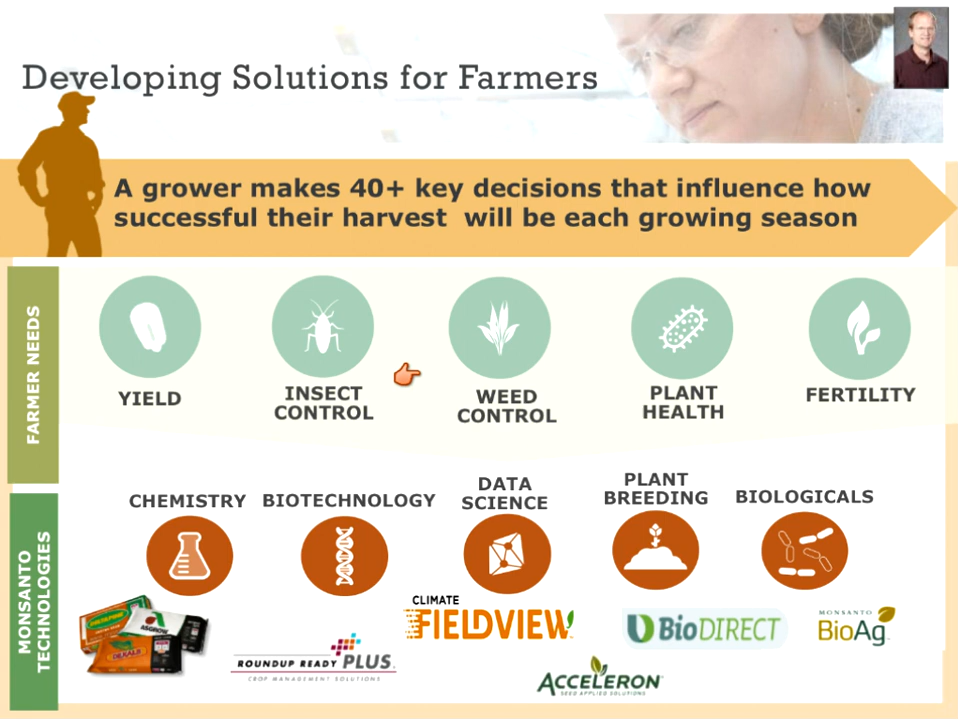 Developing Solutions for Farmers
A grower makes 40+ key decisions that influence how
successful their harvest will be each growing season
FARMER NEEDS
YIELD
INSECT
CONTROL
WEED
CONTROL
PLANT
HEALTH
FERTILITY
MONSANTO
TECHNOLOGIES
CHEMISTRY
BIOTECHNOLOGY
DATA
SCIENCE
PLANT
BREEDING
BIOLOGICALS
DELTAPINE
ASGROW
DEKALB
ROUNDUP READY PLUS
CROP MANAGEMENT SOLUTIONS
CLIMATE
FIELDVIEW
BioDIRECT
MONSANTO
BioAg
ACCELERON
SEED APPLIED SOLUTIONS